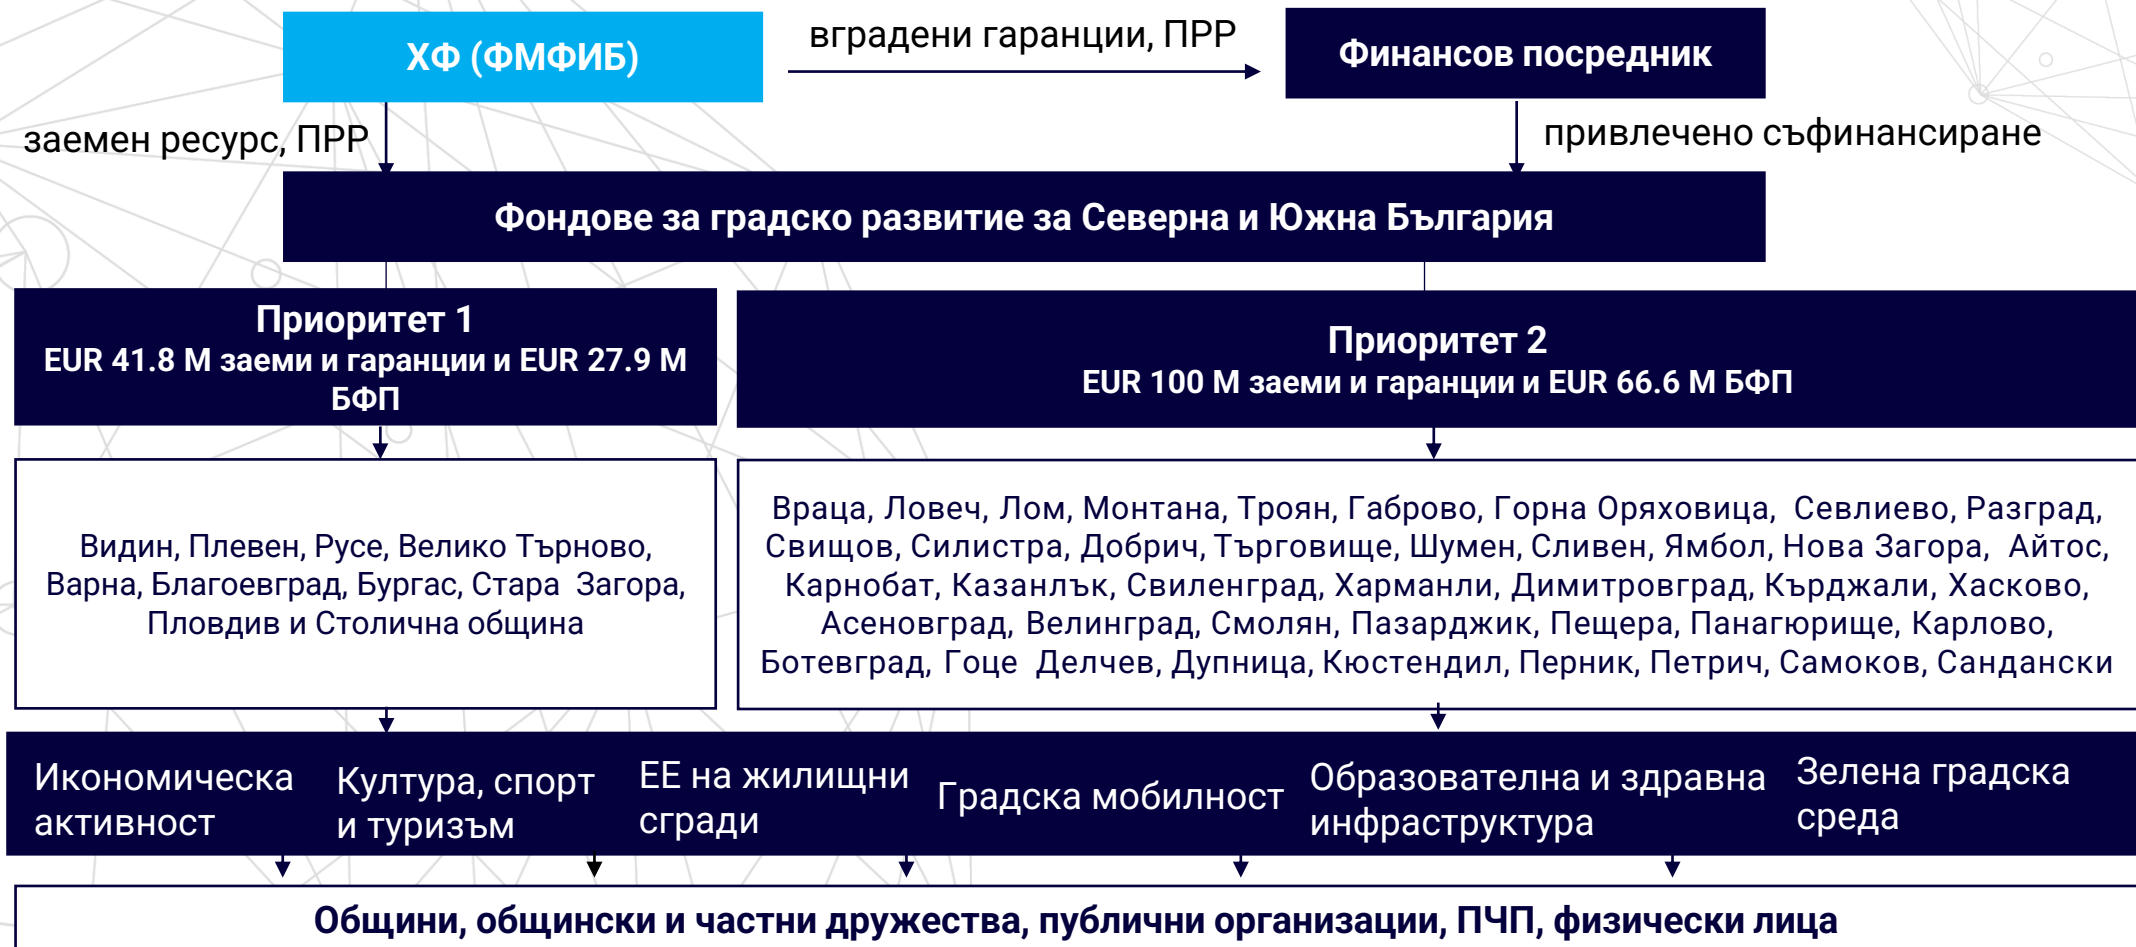 ХФ (ФМФИБ)
вградени гаранции, ПРР
Финансов посредник
заемен ресурс, ПРР
привлечено съфинансиране
Фондове за градско развитие за Северна и Южна България
Приоритет 1
EUR 41.8 М заеми и гаранции и EUR 27.9 М
БФП
Приоритет 2
EUR 100 М заеми и гаранции и EUR 66.6 М БФП
Видин, Плевен, Русе, Велико Търново,
Варна, Благоевград, Бургас, Стара Загора,
Пловдив и Столична община
Враца, Ловеч, Лом, Монтана, Троян, Габрово, Горна Оряховица, Севлиево, Разград,
Свищов, Силистра, Добрич, Търговище, Шумен, Сливен, Ямбол, Нова Загора, Айтос,
Карнобат, Казанлък, Свиленград, Харманли, Димитровград, Кърджали, Хасково,
Асеновград, Велинград, Смолян, Пазарджик, Пещера, Панагюрище, Карлово,
Ботевград, Гоце Делчев, Дупница, Кюстендил, Перник, Петрич, Самоков, Сандански
Икономическа
активност
Култура, спорт
и туризъм
ЕЕ на жилищни
сгради
Градска мобилност
Образователна и здравна
инфраструктура
Зелена градска
среда
Общини, общински и частни дружества, публични организации, ПЧП, физически лица